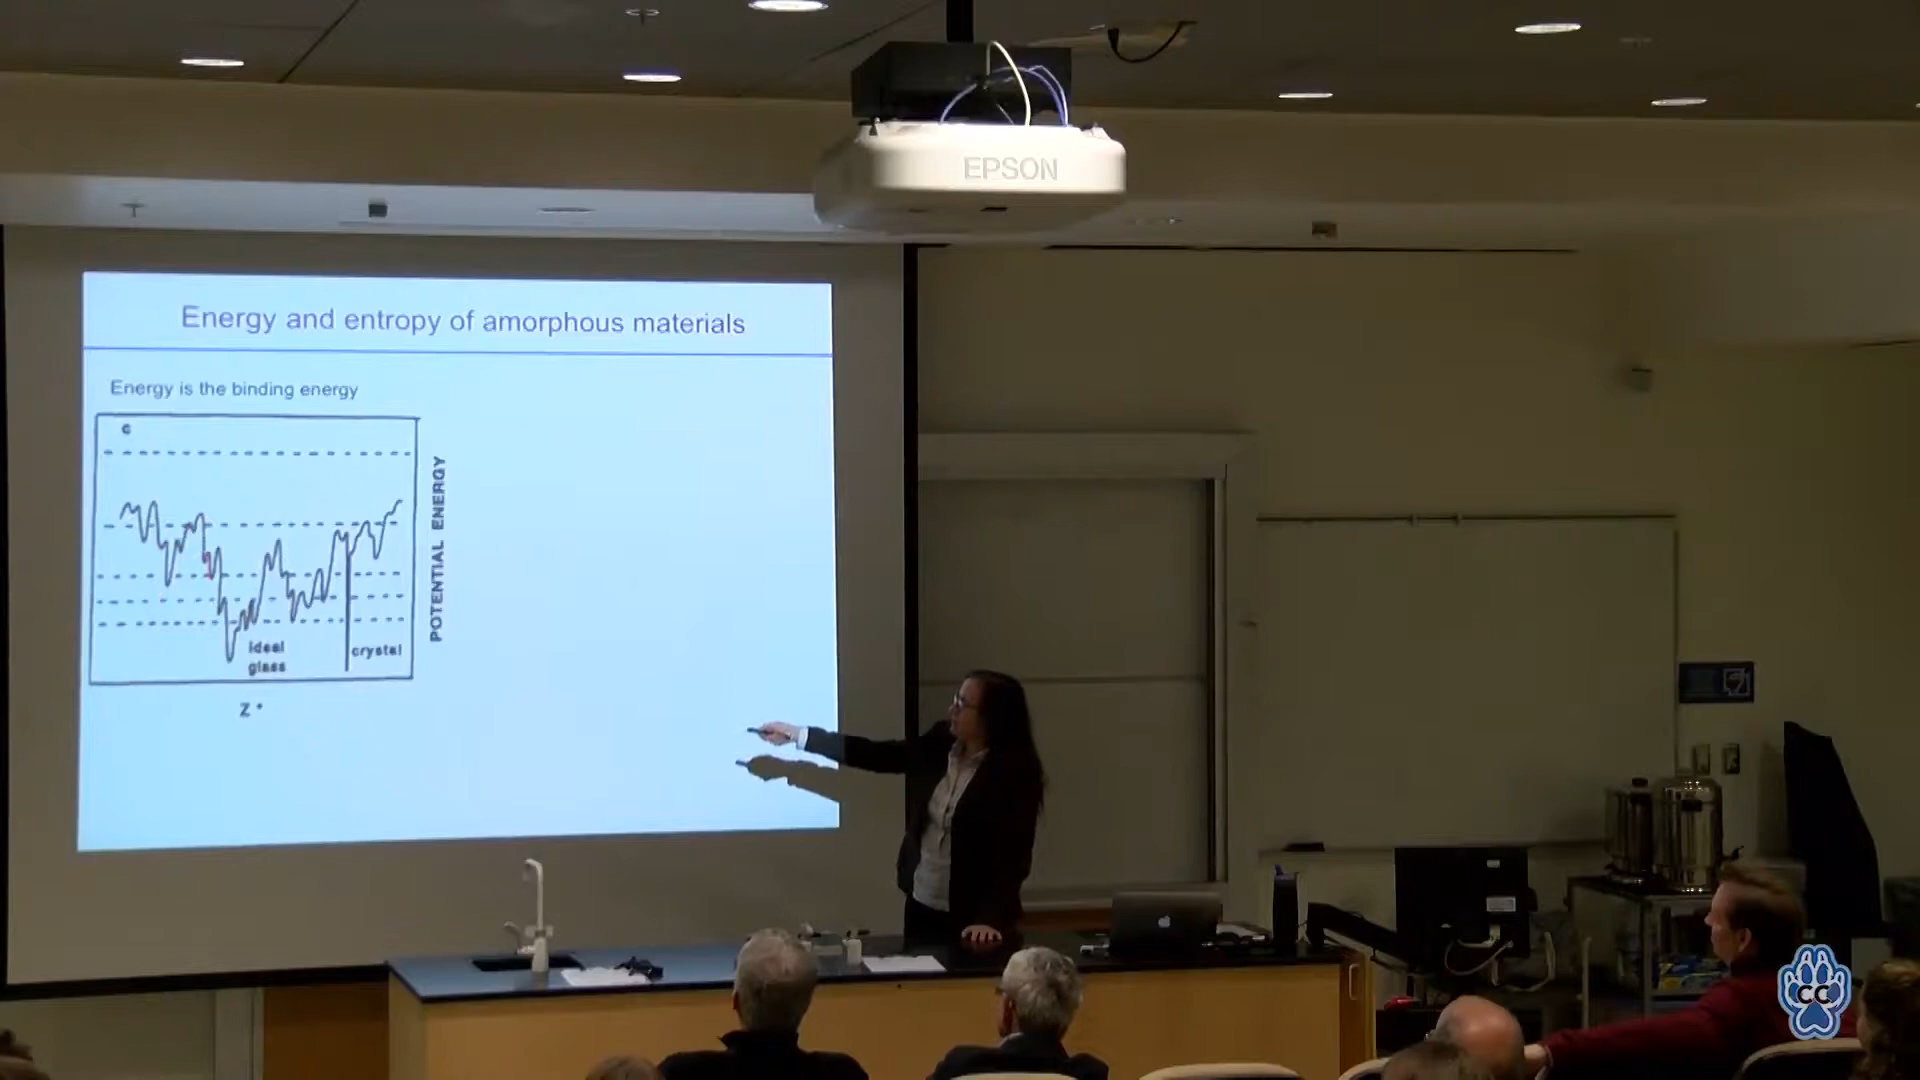 EPSON
Energy and entropy of amorphous materials
Energy is the binding energy
c
POTENTIAL ENERGY
ideal
glass
crystal
Z *
CC